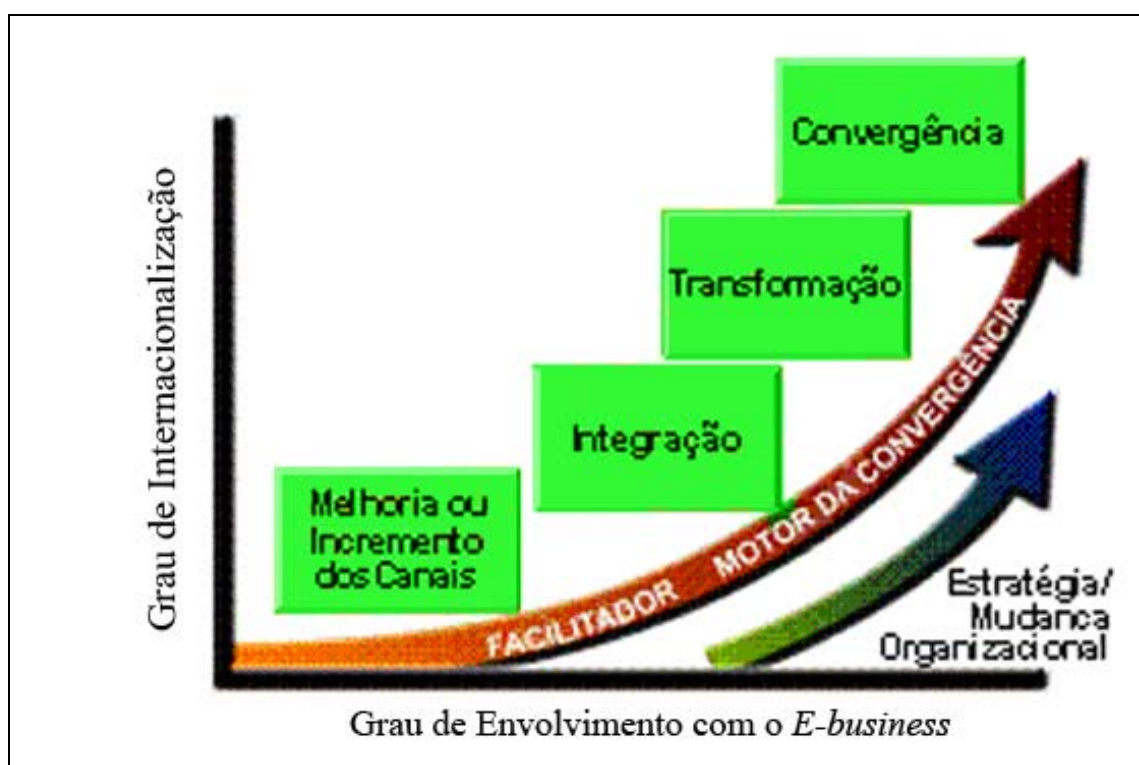 Convergência
Transformação
Integração
Melhoria ou
Incremento
dos Canais
FACILITADOR MOTOR DA CONVERGÊNCIA
Estratégia/
Mudanca
Organizacional
Grau de Internacionalização
Grau de Envolvimento com o E-business